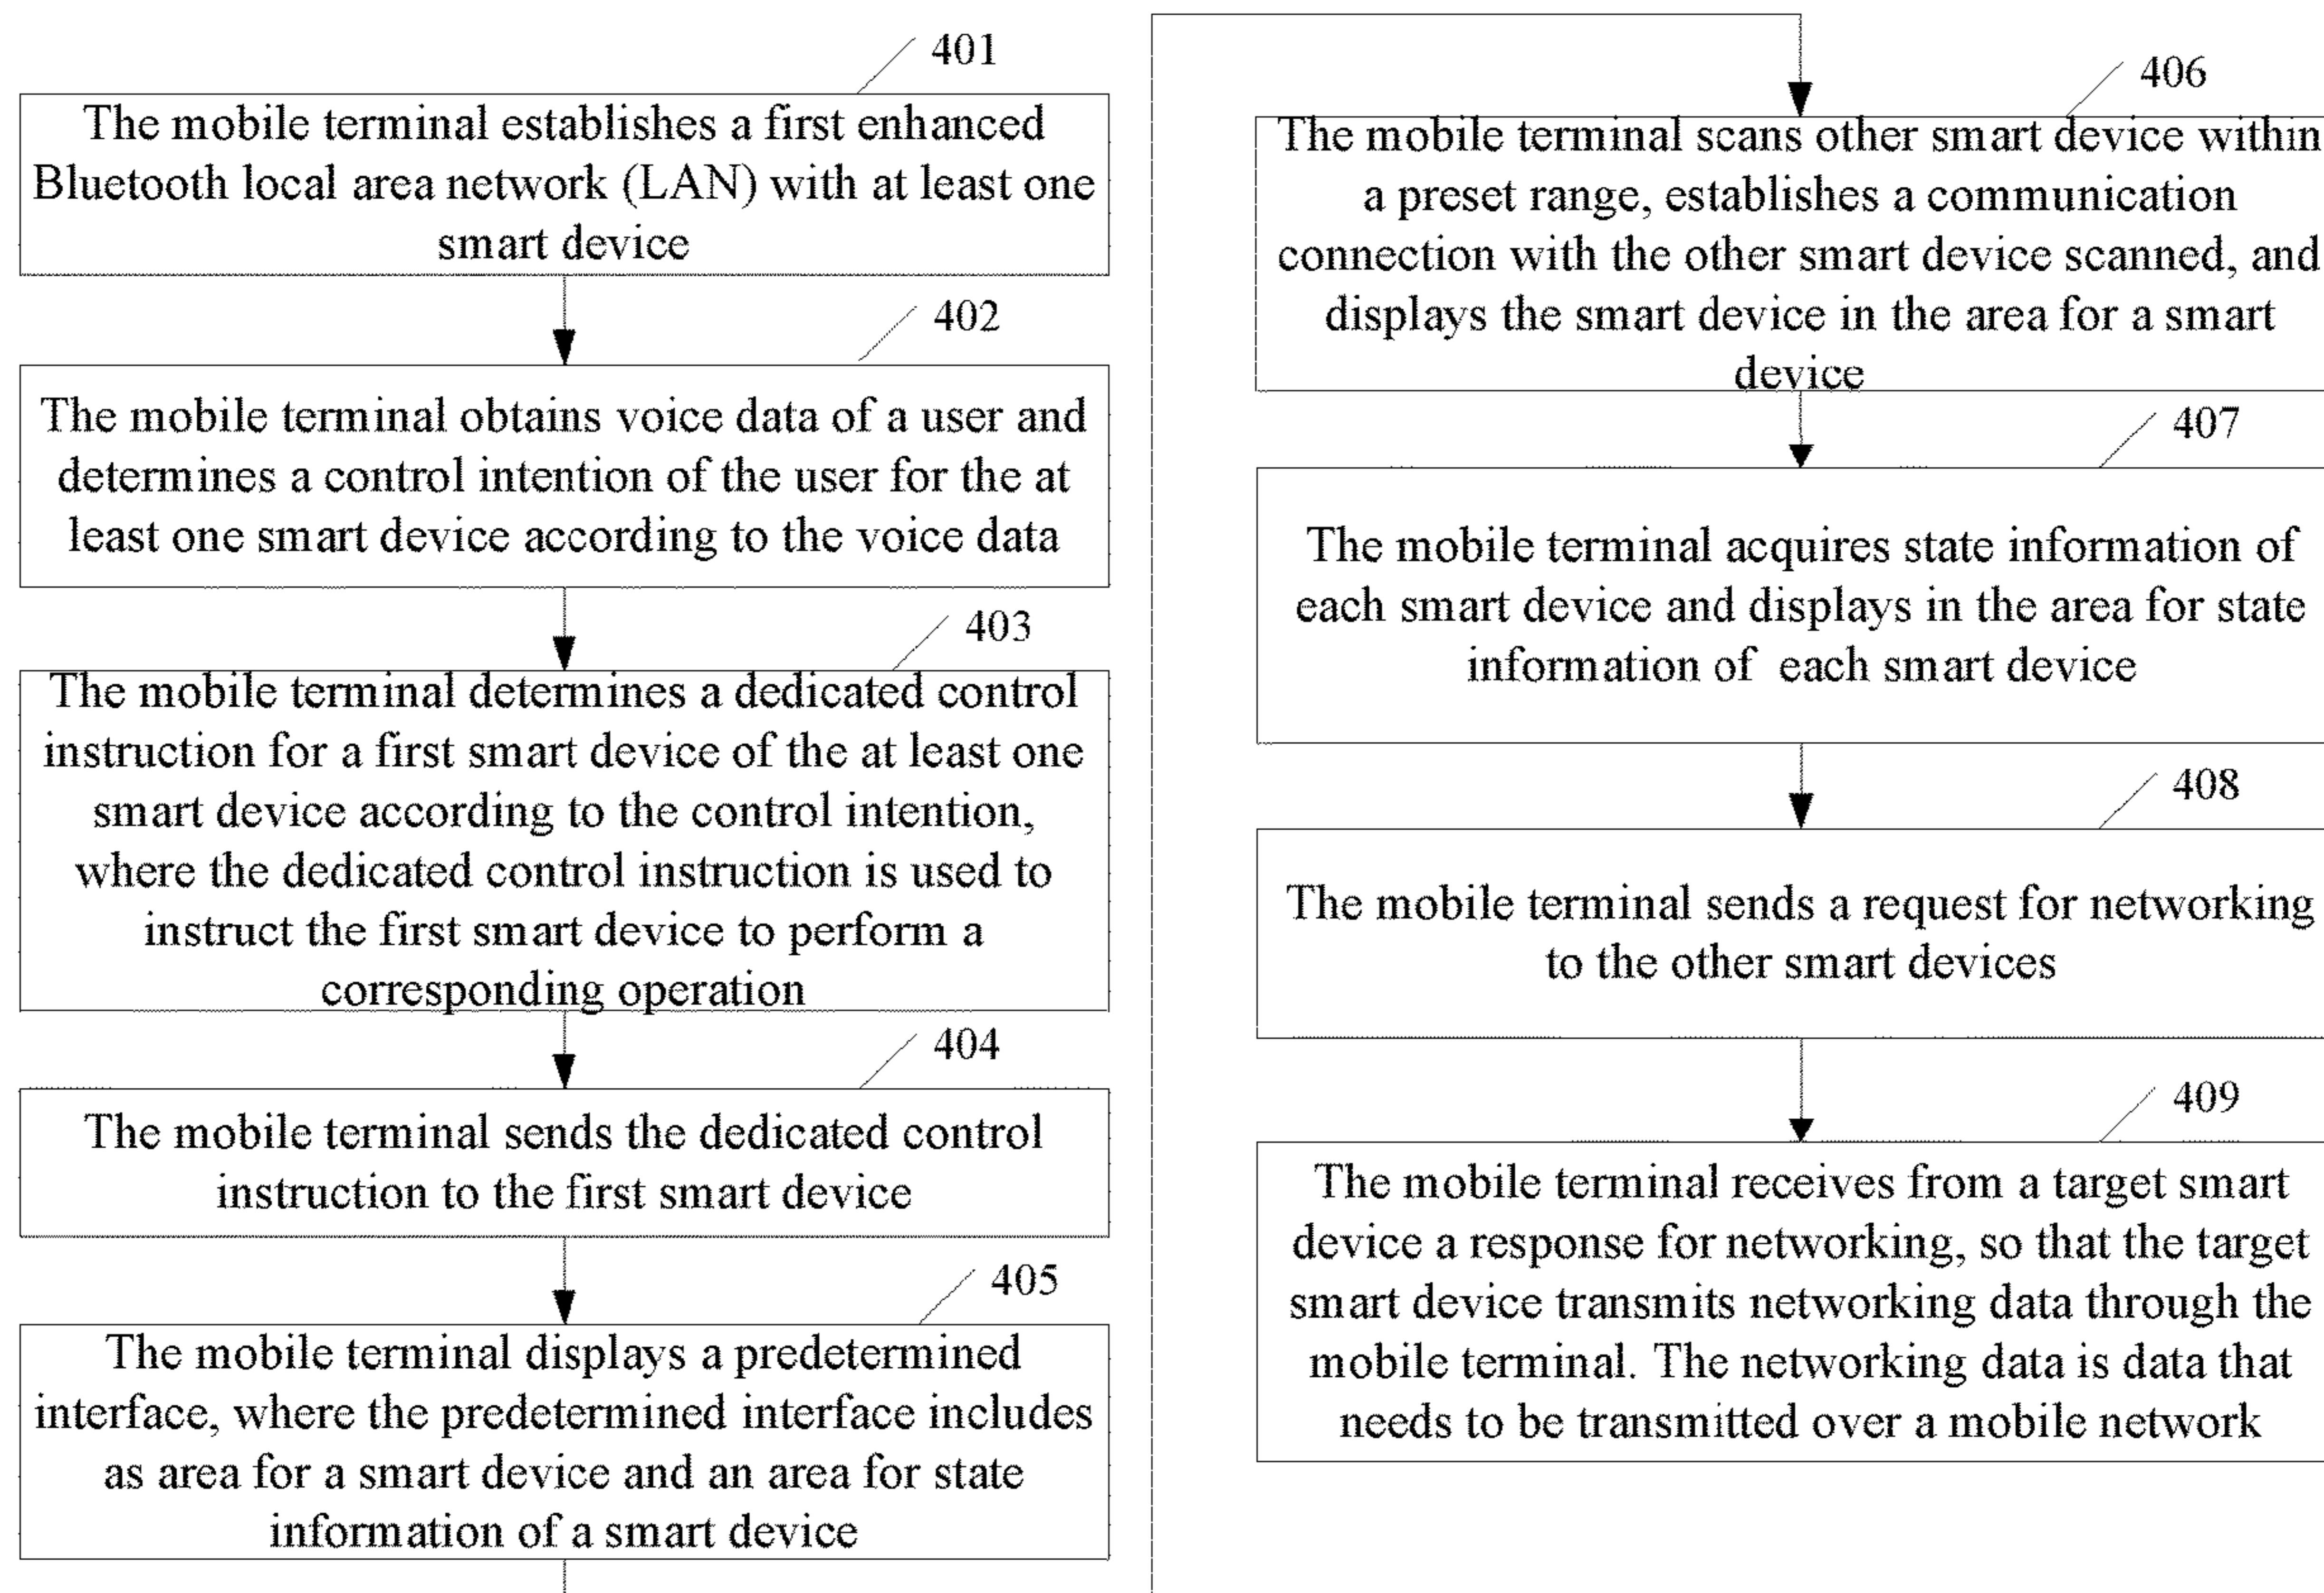 401
The mobile terminal establishes a first enhanced
Bluetooth local area network (LAN) with at least one
smart device
402
The mobile terminal obtains voice data of a user and
determines a control intention of the user for the at
least one smart device according to the voice data
403
The mobile terminal determines a dedicated control
instruction for a first smart device of the at least one
smart device according to the control intention,
where the dedicated control instruction is used to
instruct the first smart device to perform a
corresponding operation
404
The mobile terminal sends the dedicated control
instruction to the first smart device
405
The mobile terminal displays a predetermined
interface, where the predetermined interface includes
as area for a smart device and an area for state
information of a smart device
406
The mobile terminal scans other smart device within
a preset range, establishes a communication
connection with the other smart device scanned, and
displays the smart device in the area for a smart
device
407
The mobile terminal acquires state information of
each smart device and displays in the area for state
information of each smart device
408
The mobile terminal sends a request for networking
to the other smart devices
409
The mobile terminal receives from a target smart
device a response for networking, so that the target
smart device transmits networking data through the
mobile terminal. The networking data is data that
needs to be transmitted over a mobile network